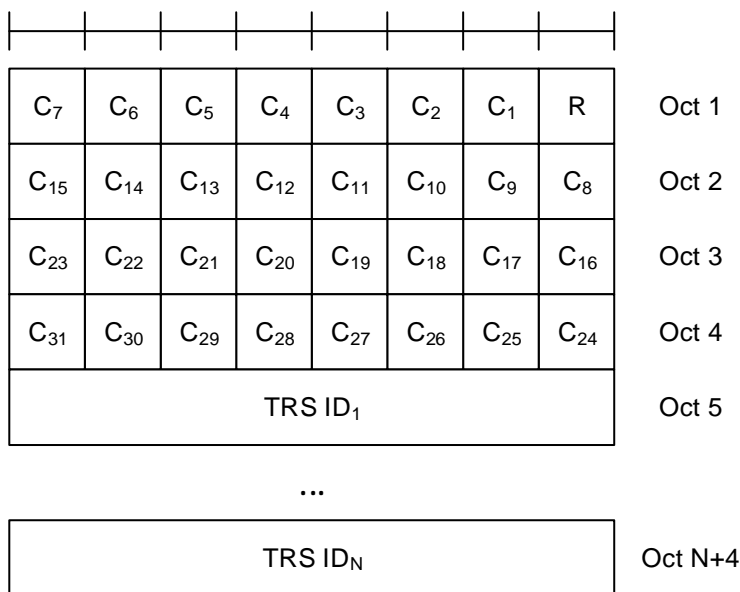 C₇ C₆ C₅ C₄ C₃ C₂ C₁ R Oct 1
C₁₅ C₁₄ C₁₃ C₁₂ C₁₁ C₁₀ C₉ C₈ Oct 2
C₂₃ C₂₂ C₂₁ C₂₀ C₁₉ C₁₈ C₁₇ C₁₆ Oct 3
C₃₁ C₃₀ C₂₉ C₂₈ C₂₇ C₂₆ C₂₅ C₂₄ Oct 4
TRS ID₁ Oct 5
...
TRS ID_N Oct N+4